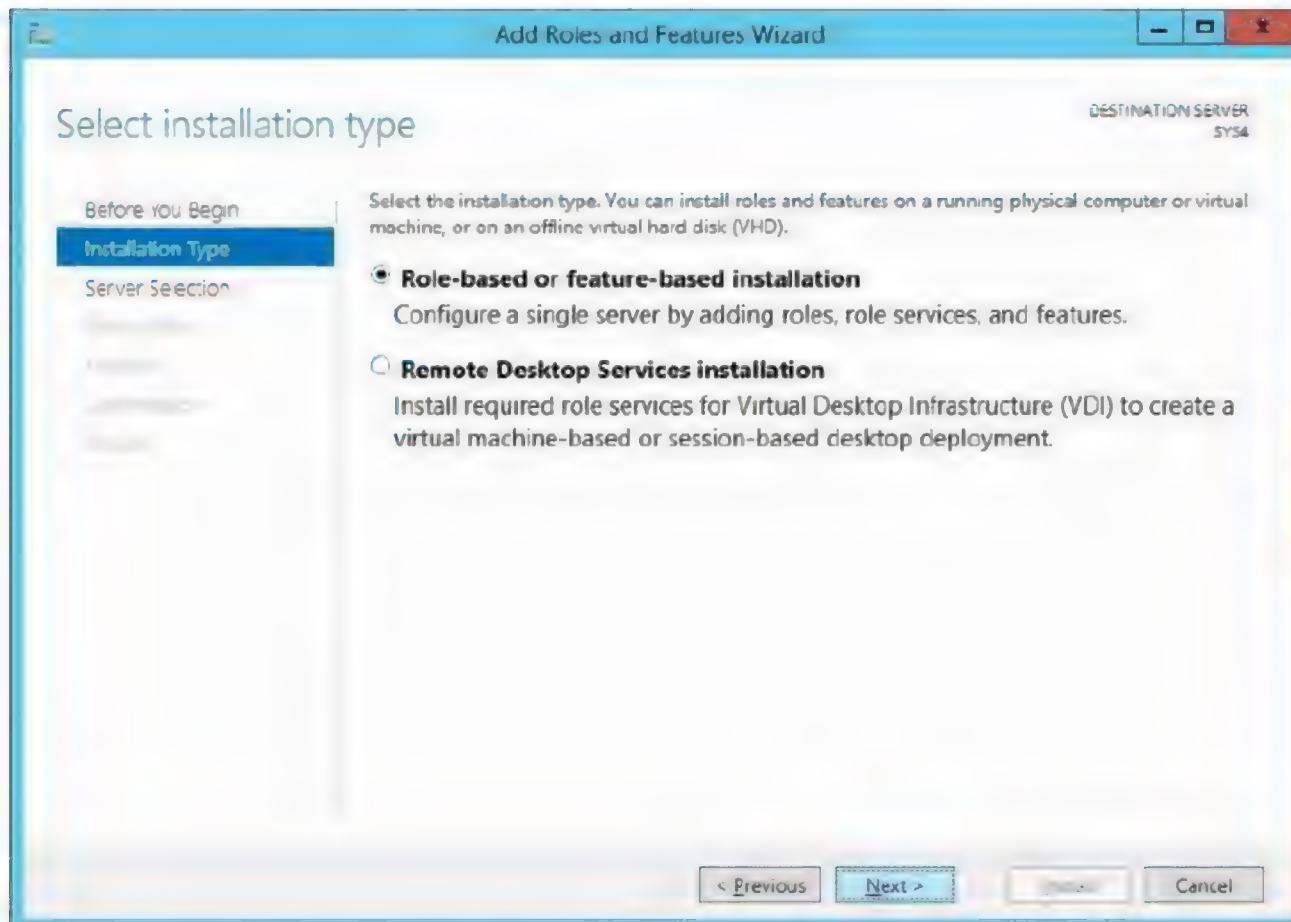 Add Roles and Features Wizard
Select installation type
DESTINATION SERVER
SYS4
Before You Begin
Installation Type
Server Selection
Select the installation type. You can install roles and features on a running physical computer or virtual
machine, or on an offline virtual hard disk (VHD).
Role-based or feature-based installation
Configure a single server by adding roles, role services, and features.
Remote Desktop Services installation
Install required role services for Virtual Desktop Infrastructure (VDI) to create a
virtual machine-based or session-based desktop deployment.
< Previous
Next >
Cancel